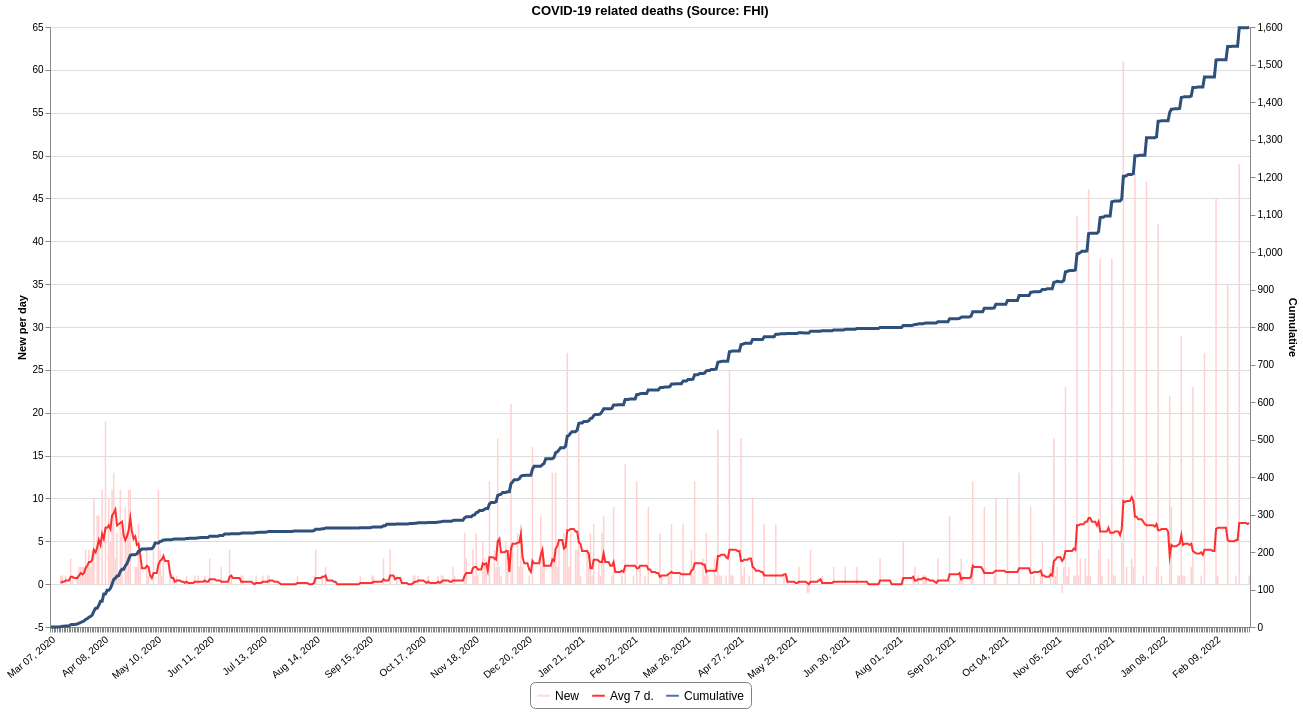 COVID-19 related deaths (Source: FHI)
65
60
55
50
45
40
35
30
25
20
15
10
5
0
-5
New per day
1,600
1,500
1,400
1,300
1,200
1,100
1,000
900
800
700
600
500
400
300
200
100
0
Cumulative
Mar 07, 2020
Apr 08, 2020
May 10, 2020
Jun 11, 2020
Jul 13, 2020
Aug 14, 2020
Sep 15, 2020
Oct 17, 2020
Nov 18, 2020
Dec 20, 2020
Jan 21, 2021
Feb 22, 2021
Mar 26, 2021
Apr 27, 2021
May 29, 2021
Jun 30, 2021
Aug 01, 2021
Sep 02, 2021
Oct 04, 2021
Nov 05, 2021
Dec 07, 2021
Jan 08, 2022
Feb 09, 2022
New Avg 7 d. Cumulative